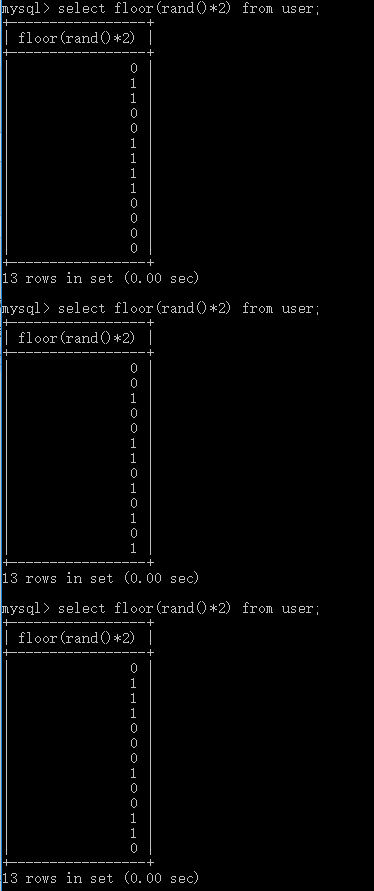 mysql> select floor(rand()*2) from user;
+-----------------+
| floor(rand()*2) |
+-----------------+
|               0 |
|               1 |
|               1 |
|               0 |
|               0 |
|               1 |
|               1 |
|               1 |
|               1 |
|               0 |
|               0 |
|               0 |
|               0 |
+-----------------+
13 rows in set (0.00 sec)
mysql> select floor(rand()*2) from user;
+-----------------+
| floor(rand()*2) |
+-----------------+
|               0 |
|               0 |
|               1 |
|               0 |
|               0 |
|               1 |
|               1 |
|               0 |
|               1 |
|               0 |
|               1 |
|               0 |
|               1 |
+-----------------+
13 rows in set (0.00 sec)
mysql> select floor(rand()*2) from user;
+-----------------+
| floor(rand()*2) |
+-----------------+
|               0 |
|               1 |
|               1 |
|               1 |
|               0 |
|               0 |
|               0 |
|               1 |
|               0 |
|               0 |
|               1 |
|               1 |
|               0 |
+-----------------+
13 rows in set (0.00 sec)